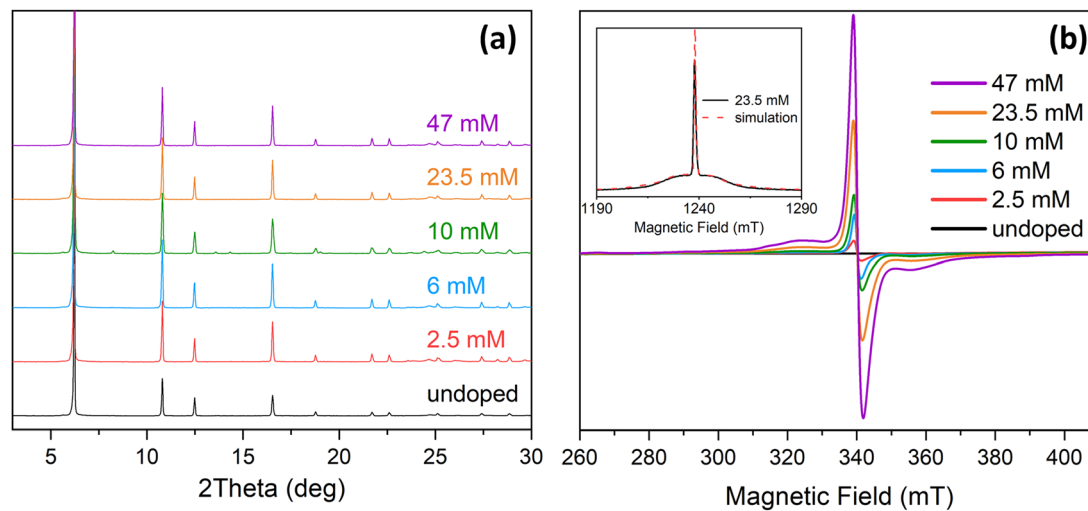 (a)
47 mM
23.5 mM
10 mM
6 mM
2.5 mM
undoped
5 10 15 20 25 30
2Theta (deg)
(b)
23.5 mM
simulation
1190 1240 1290
Magnetic Field (mT)
47 mM
23.5 mM
10 mM
6 mM
2.5 mM
undoped
260 280 300 320 340 360 380 400
Magnetic Field (mT)